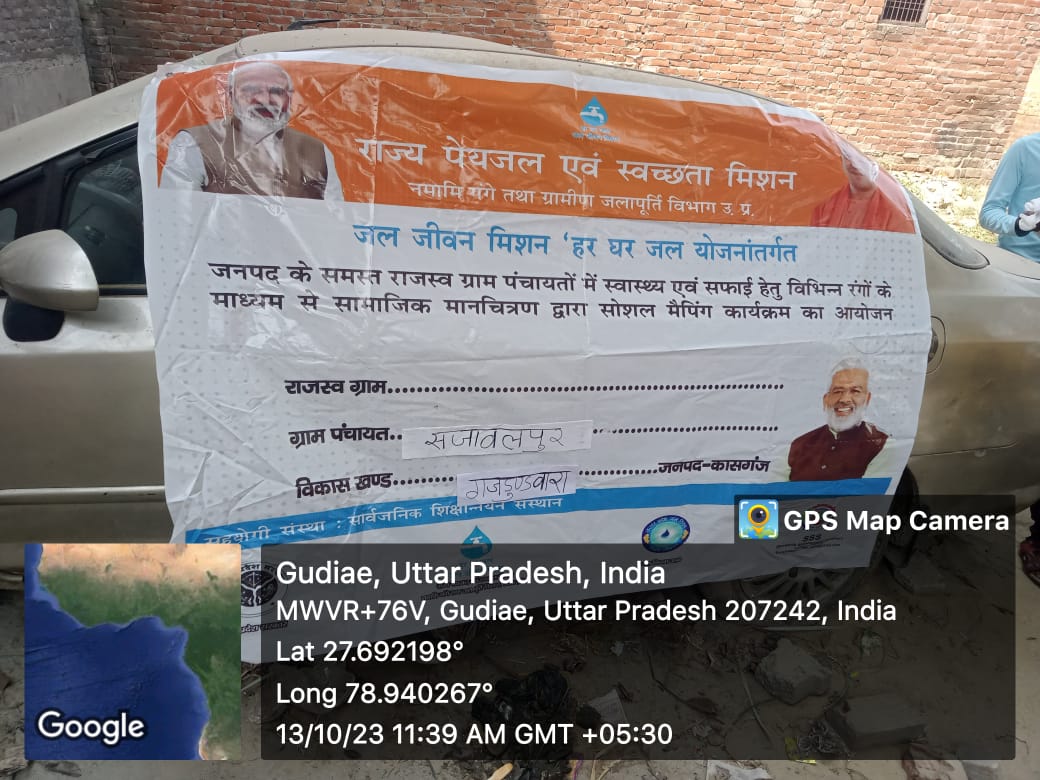 राज्य पेयजल एवं स्वच्छता मिशन
नमामि गंगे तथा ग्रामीण जलापूर्ति विभाग उ. प्र.
जल जीवन मिशन 'हर घर जल योजनांतर्गत
जनपद के समस्त राजस्व ग्राम पंचायतों में स्वास्थ्य एवं सफाई हेतु विभिन्न रंगों के
माध्यम से सामाजिक मानचित्रण द्वारा सोशल मैपिंग कार्यक्रम का आयोजन
राजस्व ग्राम
ग्राम पंचायत.. सजावलपुर
विकास खण्ड......... गजडुण्डवारा ..............जनपद-कासगंज
सहयोगी संस्था : सार्वजनिक शिक्षोन्नयन संस्थान
SSS
GPS Map Camera
Gudiae, Uttar Pradesh, India
MWVR+76V, Gudiae, Uttar Pradesh 207242, India
Lat 27.692198°
Long 78.940267°
13/10/23 11:39 AM GMT +05:30
Google